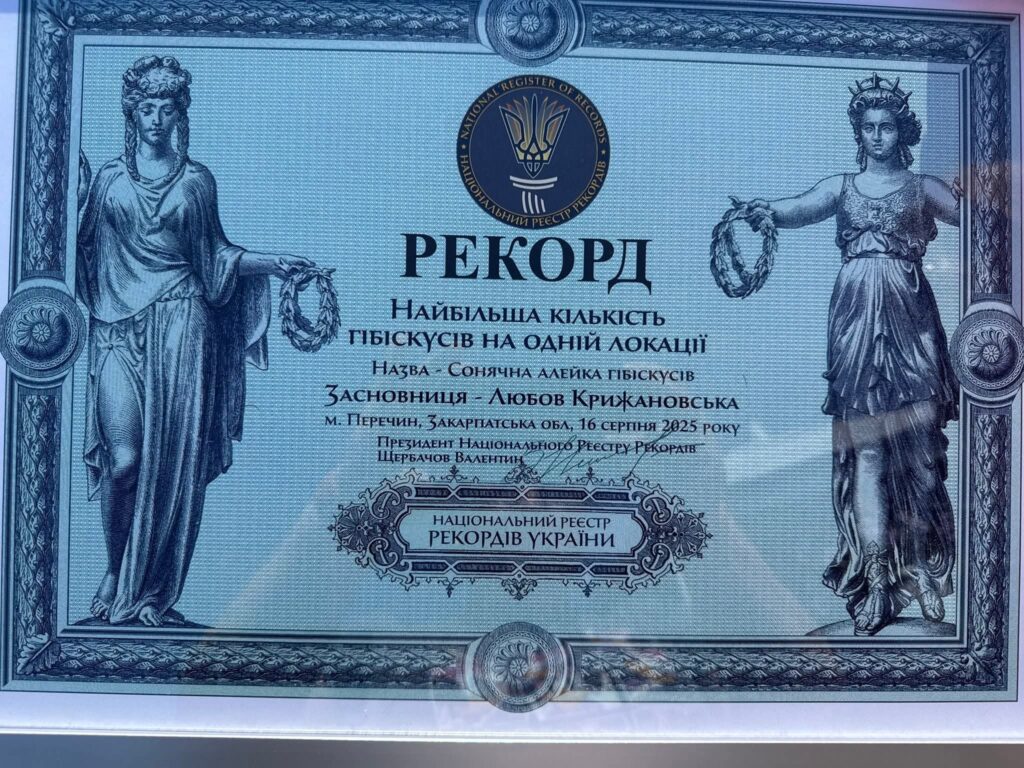 NATIONAL REGISTER OF RECORDS
НАЦІОНАЛЬНИЙ РЕЄСТР РЕКОРДІВ
РЕКОРД
Найбільша кількість
гібіскусів на одній локації
Назва - Сонячна алейка гібіскусів
Засновниця - Любов Крижановська
м. Перечин, Закарпатська обл, 16 серпня 2025 року
Президент Національного Реєстру Рекордів
Щербачов Валентин
НАЦІОНАЛЬНИЙ РЕЄСТР
РЕКОРДІВ УКРАЇНИ